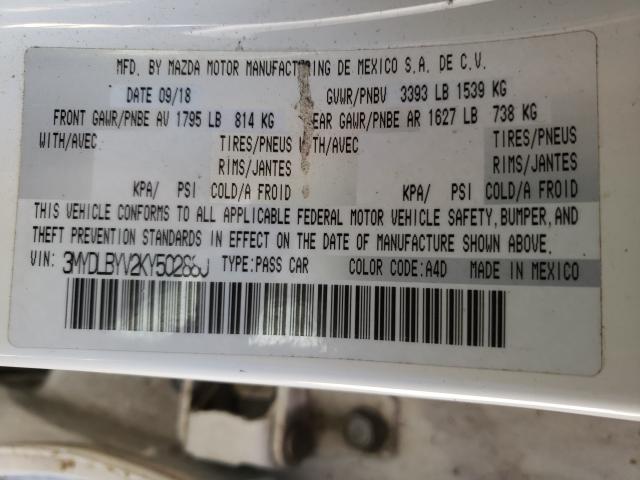 MFD. BY MAZDA MOTOR MANUFACTURING DE MEXICO S.A. DE C.V.
DATE 09/18 GVWR/PNBV 3393 LB 1539 KG
FRONT GAWR/PNBE AV 1795 LB 814 KG EAR GAWR/PNBE AR 1627 LB 738 KG
WITH/AVEC TIRES/PNEUS TH/AVEC TIRES/PNEUS
RIMS/JANTES RIMS/JANTES
KPA/ PSI COLD/A FROID KPA/ PSI COLD/A FROID
THIS VEHICLE CONFORMS TO ALL APPLICABLE FEDERAL MOTOR VEHICLE SAFETY, BUMPER, AND
THEFT PREVENTION STANDARDS IN EFFECT ON THE DATE OF MANUFACTURE SHOWN ABOVE.
VIN: TYPE:PASS CAR COLOR CODE:A4D MADE IN MEXICO